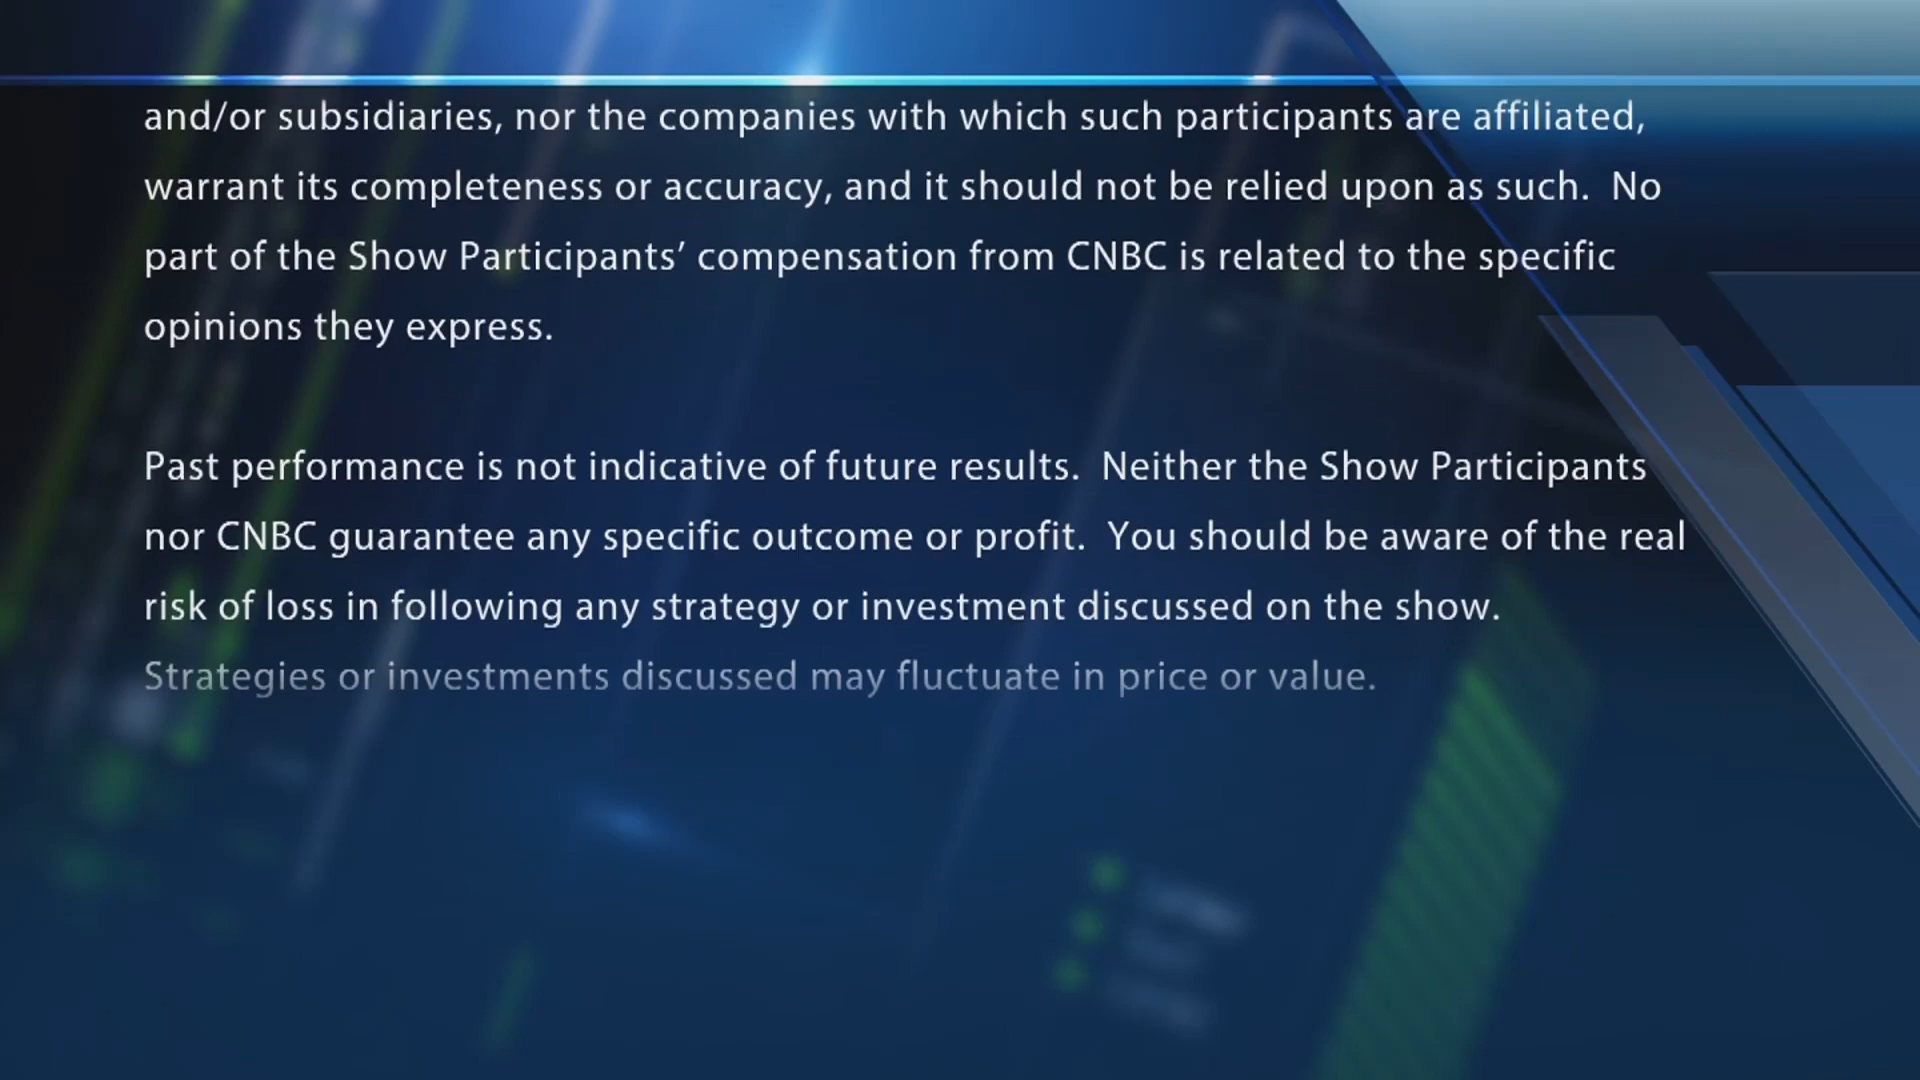 and/or subsidiaries, nor the companies with which such participants are affiliated,
warrant its completeness or accuracy, and it should not be relied upon as such.  No
part of the Show Participants’ compensation from CNBC is related to the specific
opinions they express.
Past performance is not indicative of future results.  Neither the Show Participants
nor CNBC guarantee any specific outcome or profit.  You should be aware of the real
risk of loss in following any strategy or investment discussed on the show.
Strategies or investments discussed may fluctuate in price or value.